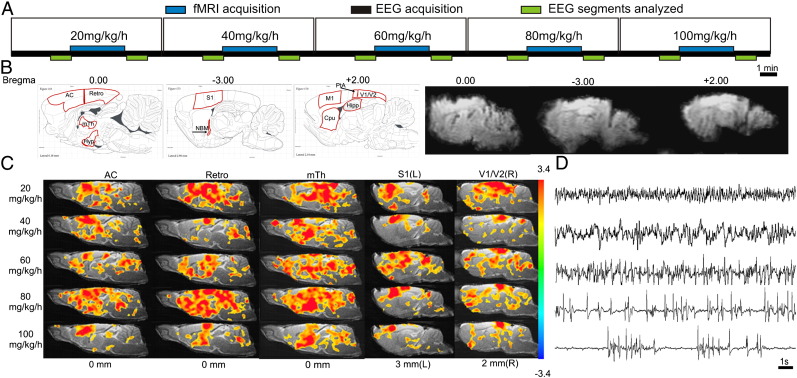 A
fMRI acquisition EEG acquisition EEG segments analyzed
20mg/kg/h 40mg/kg/h 60mg/kg/h 80mg/kg/h 100mg/kg/h
1 min
B
Bregma 0.00 -3.00 +2.00 0.00 -3.00 +2.00
AC Retro mTh Hyp
S1 NBM
PtA M1 V1/V2 Hipp Cpu
C AC Retro mTh S1(L) V1/V2(R) 3.4 D
20
mg/kg/h
40
mg/kg/h
60
mg/kg/h
80
mg/kg/h
100
mg/kg/h
0 mm 0 mm 0 mm 3 mm(L) 2 mm(R) -3.4
1s